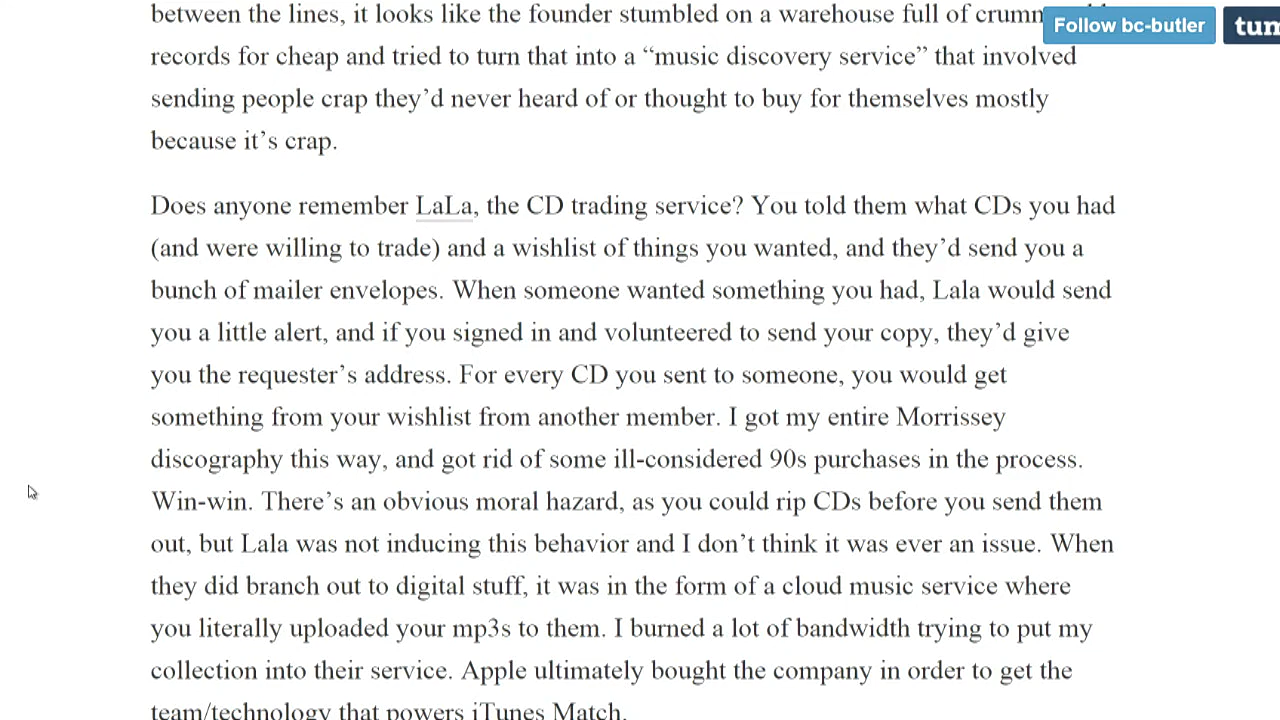 between the lines, it looks like the founder stumbled on a warehouse full of
Follow bc-butler
records for cheap and tried to turn that into a “music discovery service” that involved
sending people crap they’d never heard of or thought to buy for themselves mostly
because it’s crap.
Does anyone remember LaLa, the CD trading service? You told them what CDs you had
(and were willing to trade) and a wishlist of things you wanted, and they’d send you a
bunch of mailer envelopes. When someone wanted something you had, Lala would send
you a little alert, and if you signed in and volunteered to send your copy, they’d give
you the requester’s address. For every CD you sent to someone, you would get
something from your wishlist from another member. I got my entire Morrissey
discography this way, and got rid of some ill-considered 90s purchases in the process.
Win-win. There’s an obvious moral hazard, as you could rip CDs before you send them
out, but Lala was not inducing this behavior and I don’t think it was ever an issue. When
they did branch out to digital stuff, it was in the form of a cloud music service where
you literally uploaded your mp3s to them. I burned a lot of bandwidth trying to put my
collection into their service. Apple ultimately bought the company in order to get the
team/technology that powers iTunes Match.